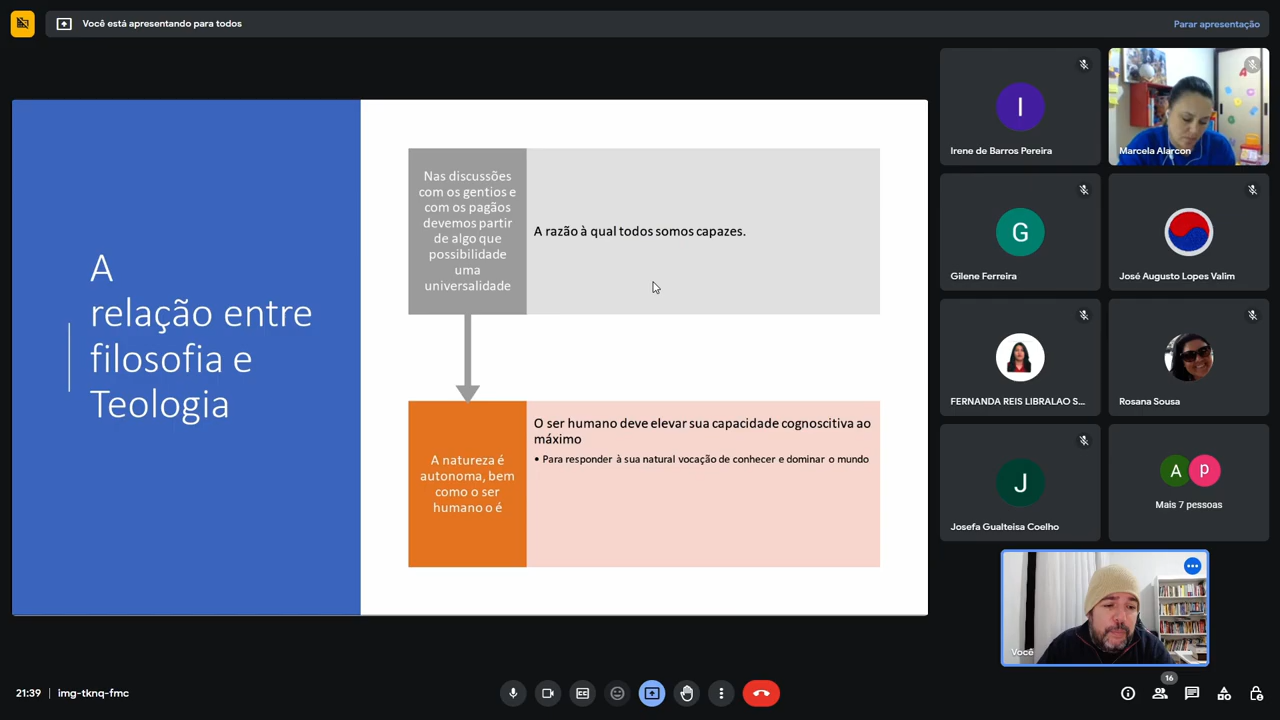 Você está apresentando para todos
Parar apresentação
A
relação entre
filosofia e
Teologia
Nas discussões
com os gentios e
com os pagãos
devemos partir
de algo que
possibilidade
uma
universalidade
A razão à qual todos somos capazes.
A natureza é
autonoma, bem
como o ser
humano o é
O ser humano deve elevar sua capacidade cognoscitiva ao
máximo
• Para responder à sua natural vocação de conhecer e dominar o mundo
I
Irene de Barros Pereira
Marcela Alarcon
G
Gilene Ferreira
José Augusto Lopes Valim
FERNANDA REIS LIBRALAO S...
Rosana Sousa
J
Josefa Gualteisa Coelho
A
p
Mais 7 pessoas
Você
21:39
img-tknq-fmc
16